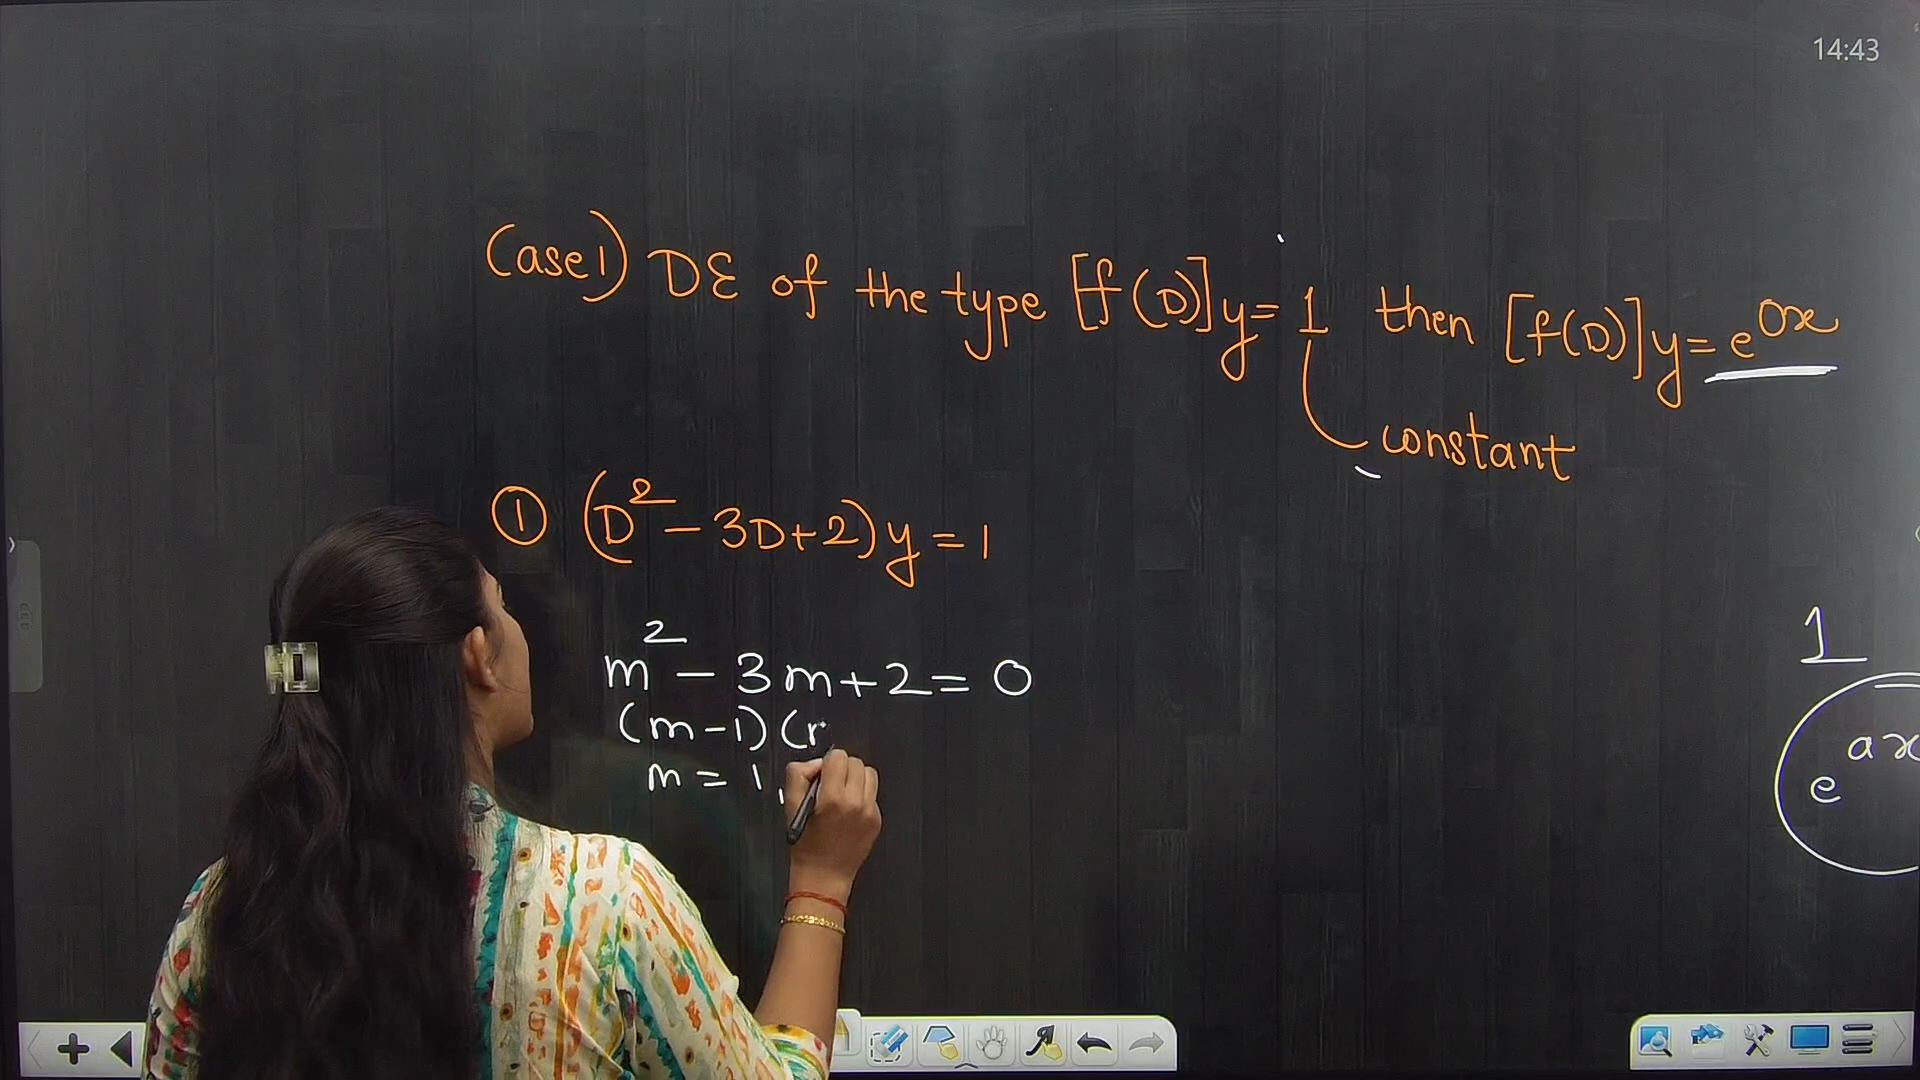 14:43
Case1) DE of the type [f(D)]y = 1 then [f(D)]y = e^0x
constant
① (D² - 3D + 2)y = 1
m² - 3m + 2 = 0
(m - 1)(
m = 1,
1
e^ax